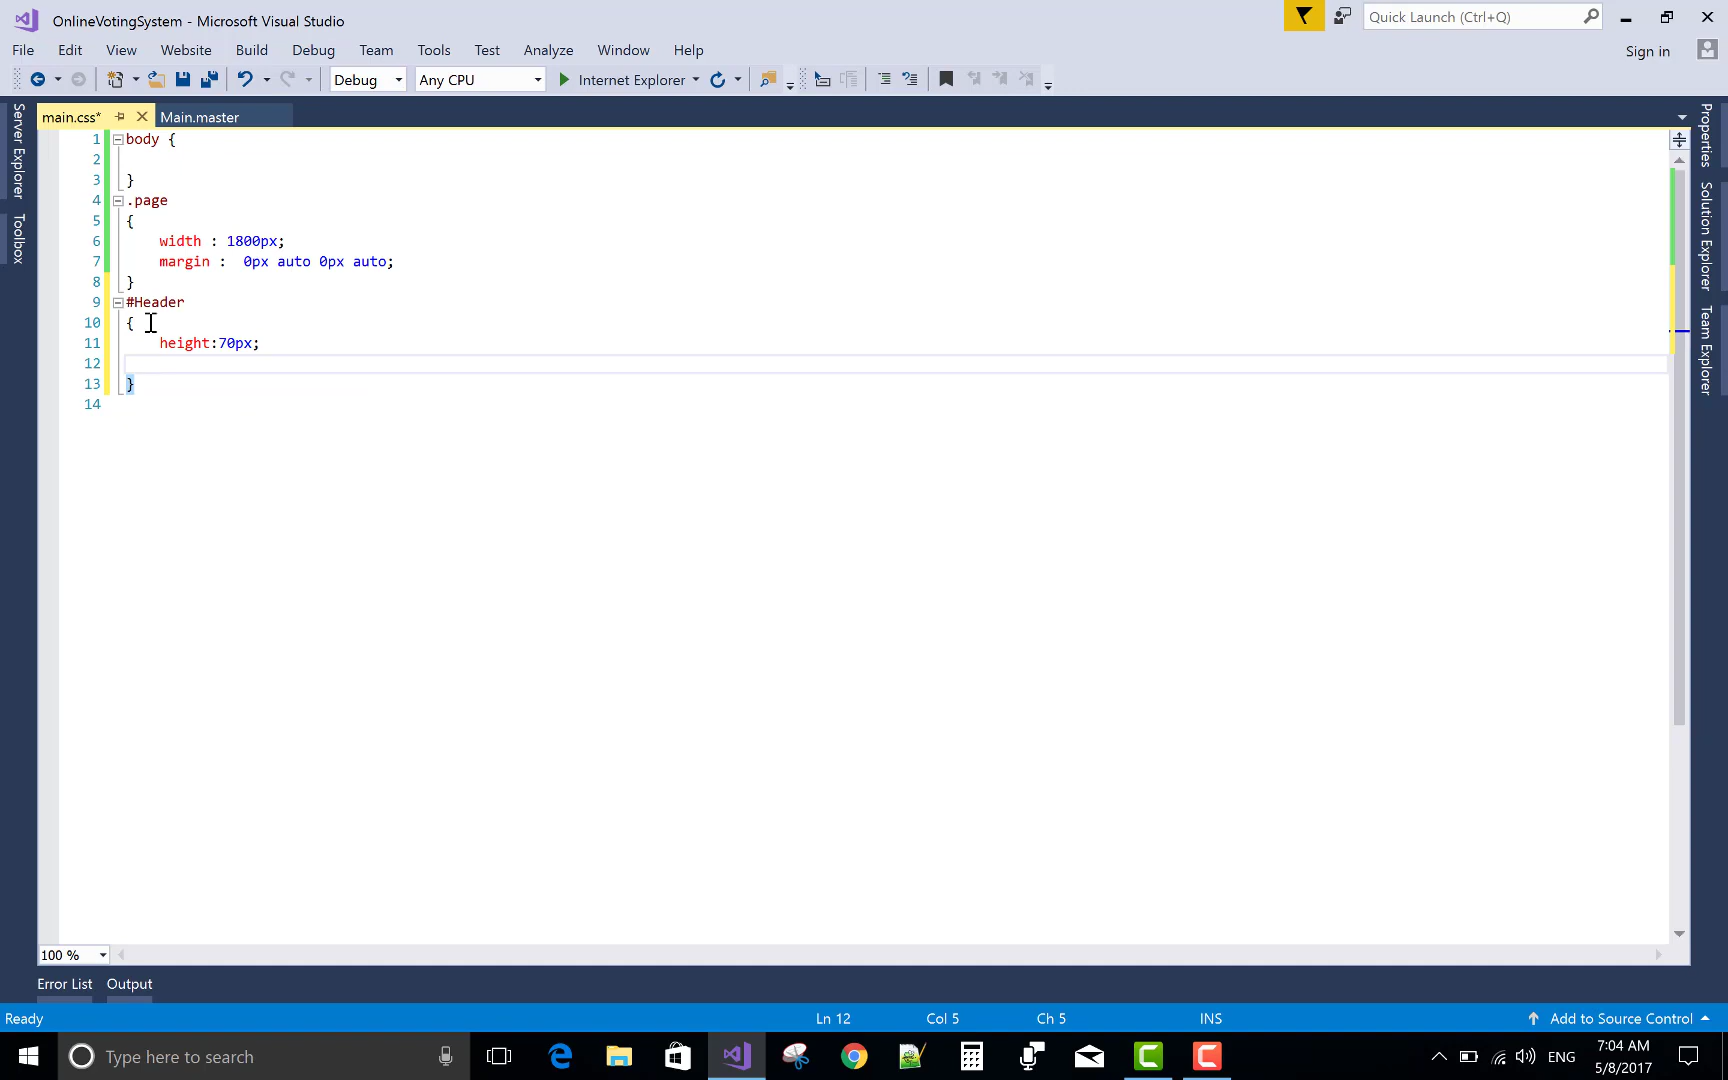 OnlineVotingSystem - Microsoft Visual Studio
Quick Launch (Ctrl+Q)
File Edit View Website Build Debug Team Tools Test Analyze Window Help
Sign in
Debug Any CPU Internet Explorer
main.css* Main.master
Server Explorer
Toolbox
Properties
Solution Explorer
Team Explorer
1 body {
2
3 }
4 .page
5 {
6 width : 1800px;
7 margin : 0px auto 0px auto;
8 }
9 #Header
10 {
11 height:70px;
12
13 }
14
100 %
Error List Output
Ready Ln 12 Col 5 Ch 5 INS Add to Source Control
Type here to search
ENG
7:04 AM
5/8/2017